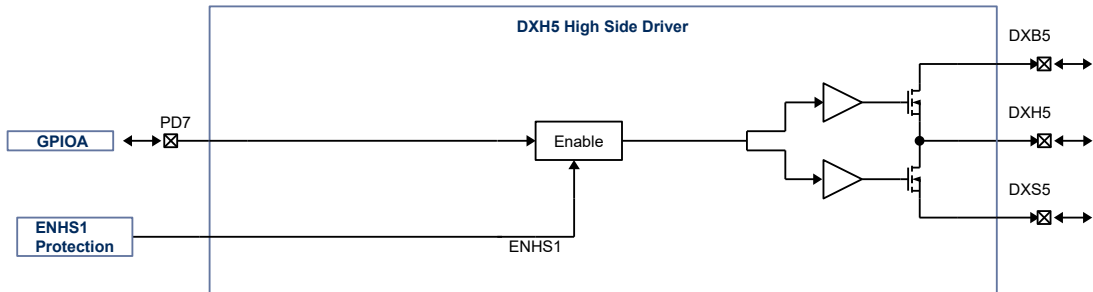 DXH5 High Side Driver
DXB5
PD7
DXH5
GPIOA
Enable
DXS5
ENHS1
Protection
ENHS1